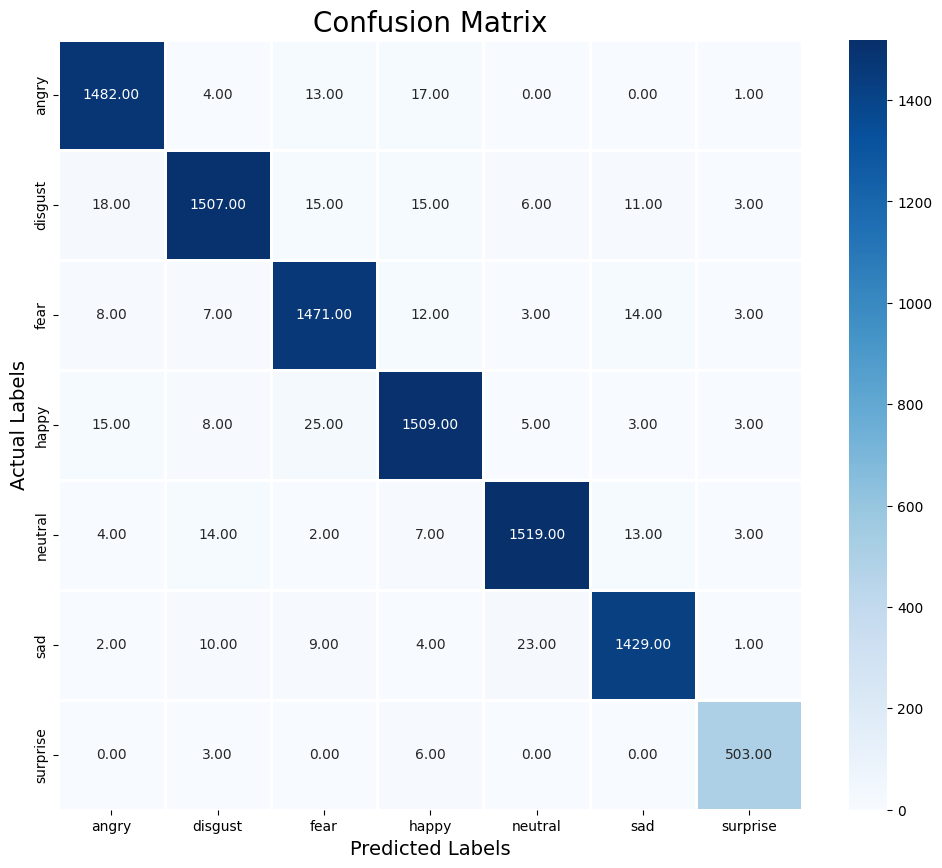 Confusion Matrix
Actual Labels
angry 1482.00 4.00 13.00 17.00 0.00 0.00 1.00
disgust 18.00 1507.00 15.00 15.00 6.00 11.00 3.00
fear 8.00 7.00 1471.00 12.00 3.00 14.00 3.00
happy 15.00 8.00 25.00 1509.00 5.00 3.00 3.00
neutral 4.00 14.00 2.00 7.00 1519.00 13.00 3.00
sad 2.00 10.00 9.00 4.00 23.00 1429.00 1.00
surprise 0.00 3.00 0.00 6.00 0.00 0.00 503.00
angry disgust fear happy neutral sad surprise
Predicted Labels
1400
1200
1000
800
600
400
200
0